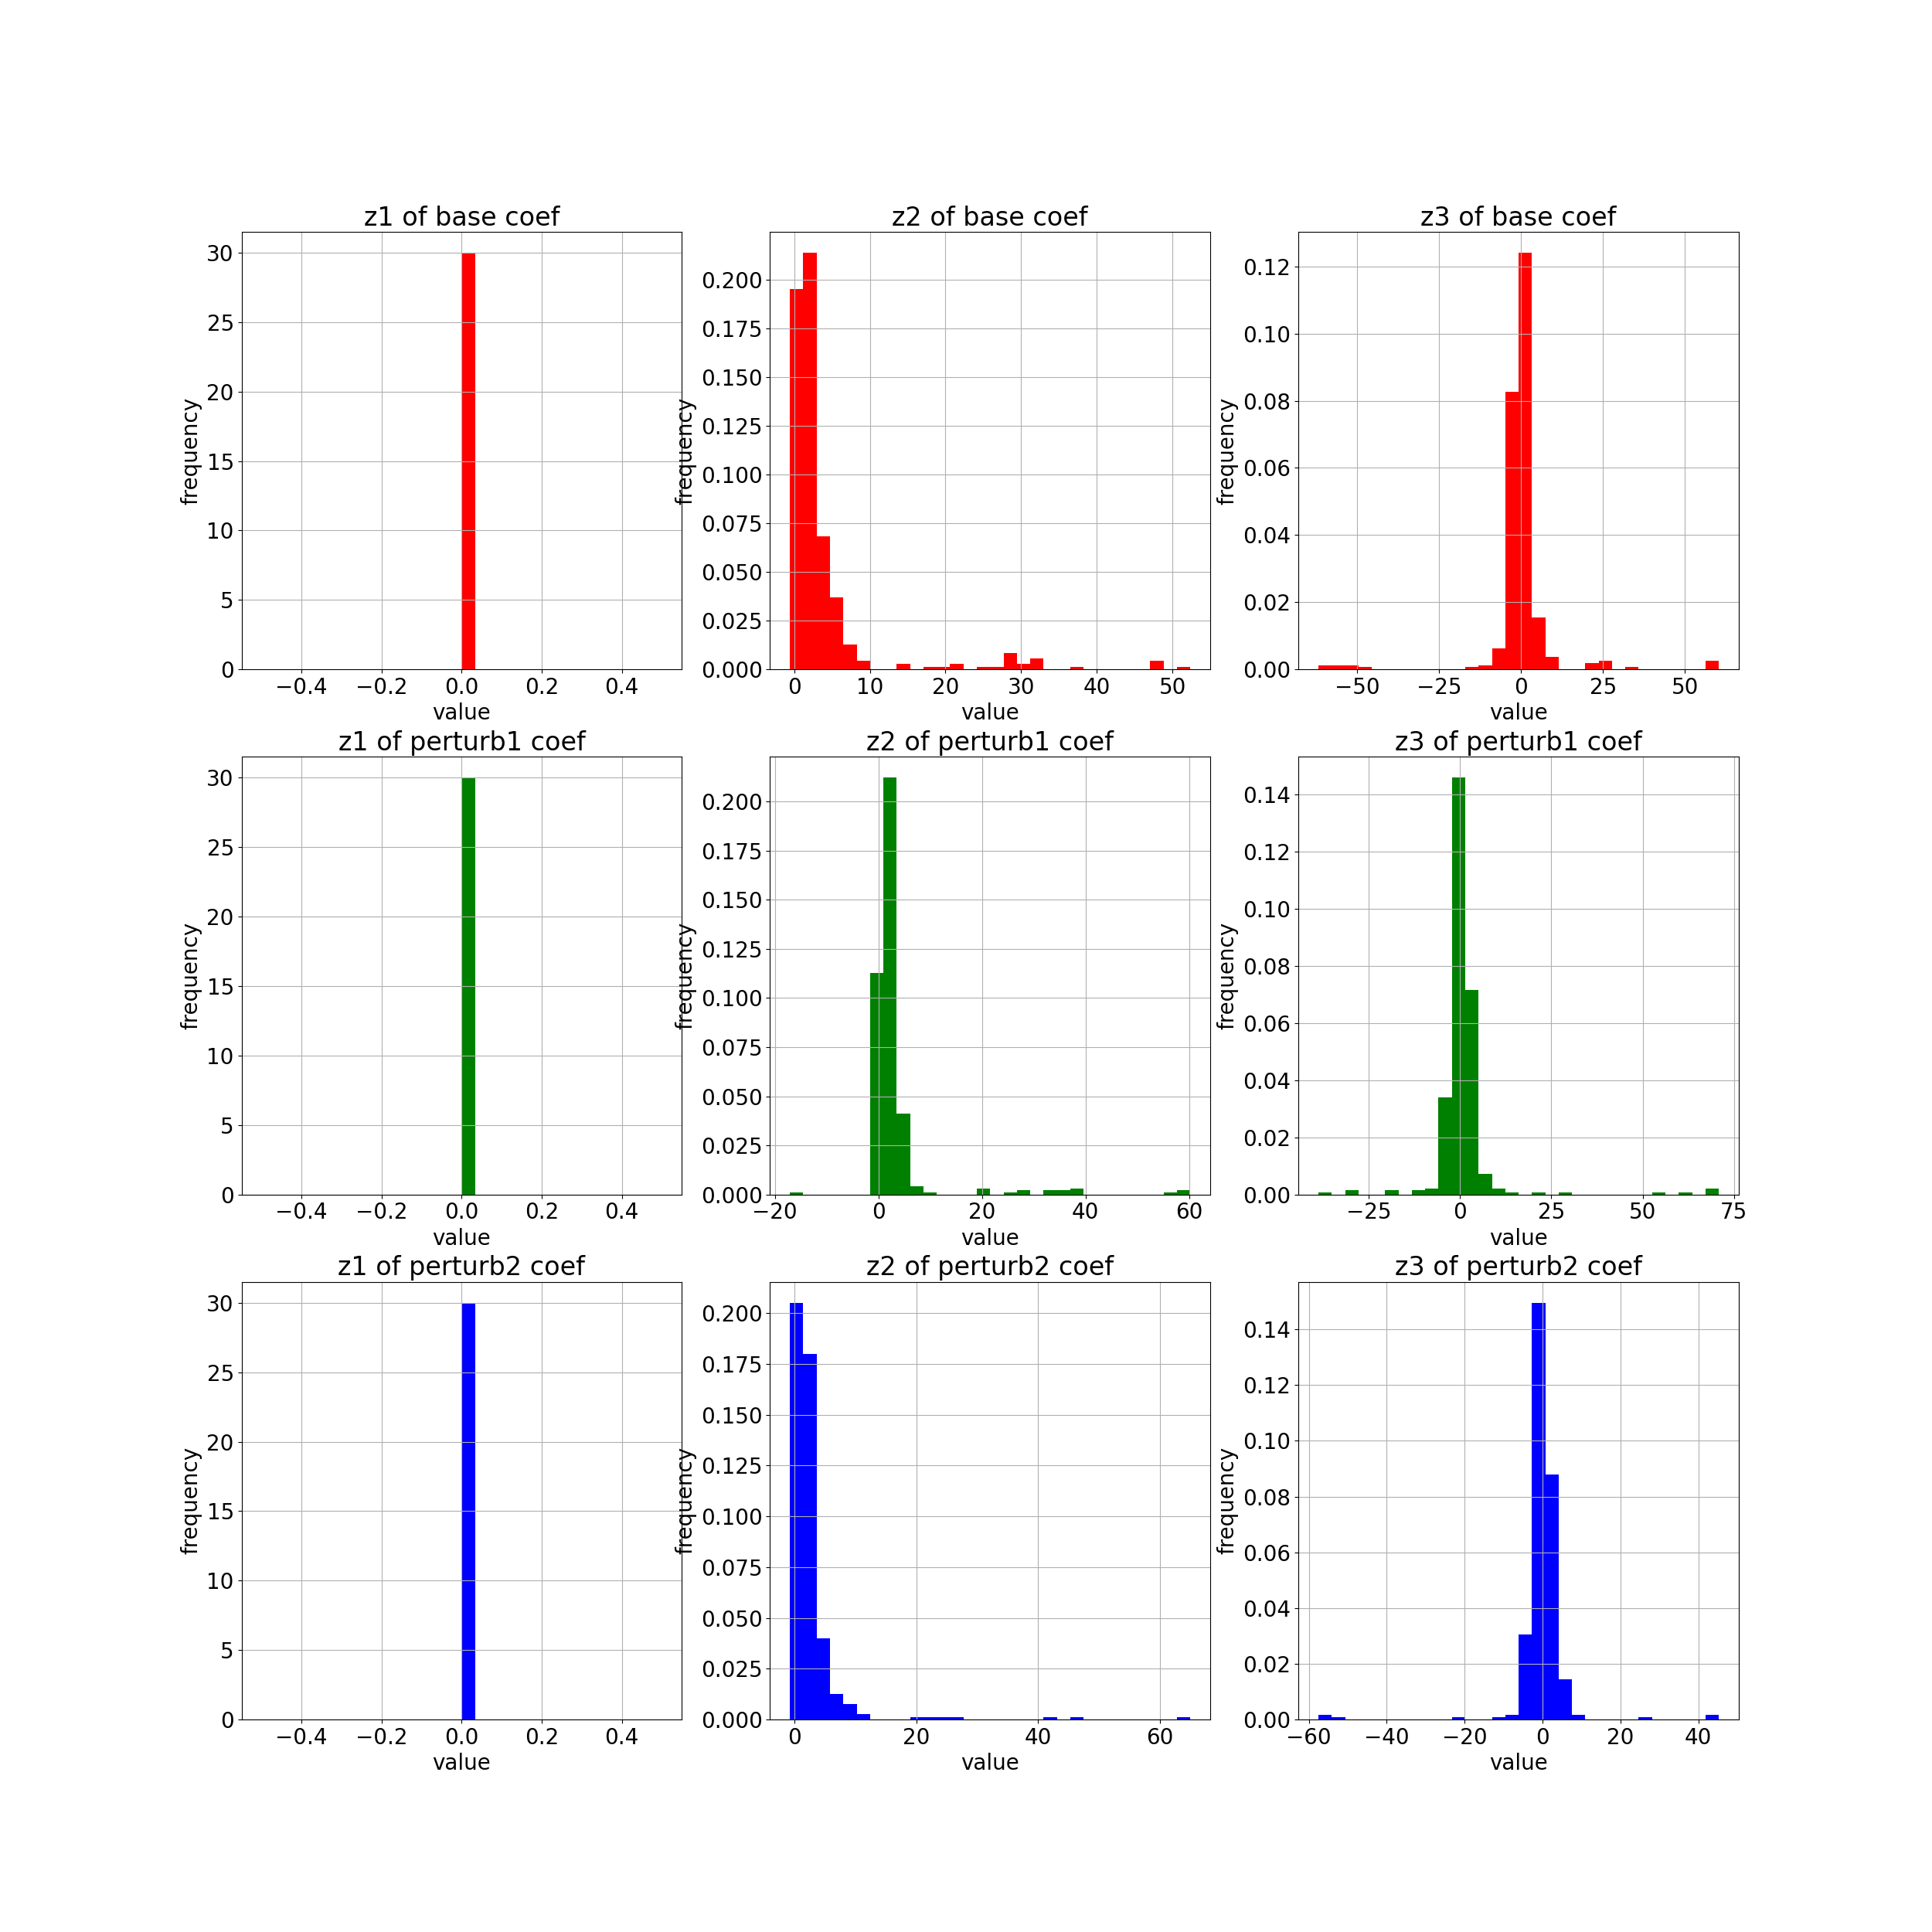 z1 of base coef
z2 of base coef
z3 of base coef
30
25
20
15
10
5
0
frequency
−0.4 −0.2 0.0 0.2 0.4
value
0.200
0.175
0.150
0.125
0.100
0.075
0.050
0.025
0.000
frequency
0 10 20 30 40 50
value
0.12
0.10
0.08
0.06
0.04
0.02
0.00
frequency
−50 −25 0 25 50
value
z1 of perturb1 coef
z2 of perturb1 coef
z3 of perturb1 coef
30
25
20
15
10
5
0
frequency
−0.4 −0.2 0.0 0.2 0.4
value
0.200
0.175
0.150
0.125
0.100
0.075
0.050
0.025
0.000
frequency
−20 0 20 40 60
value
0.14
0.12
0.10
0.08
0.06
0.04
0.02
0.00
frequency
−25 0 25 50 75
value
z1 of perturb2 coef
z2 of perturb2 coef
z3 of perturb2 coef
30
25
20
15
10
5
0
frequency
−0.4 −0.2 0.0 0.2 0.4
value
0.200
0.175
0.150
0.125
0.100
0.075
0.050
0.025
0.000
frequency
0 20 40 60
value
0.14
0.12
0.10
0.08
0.06
0.04
0.02
0.00
frequency
−60 −40 −20 0 20 40
value